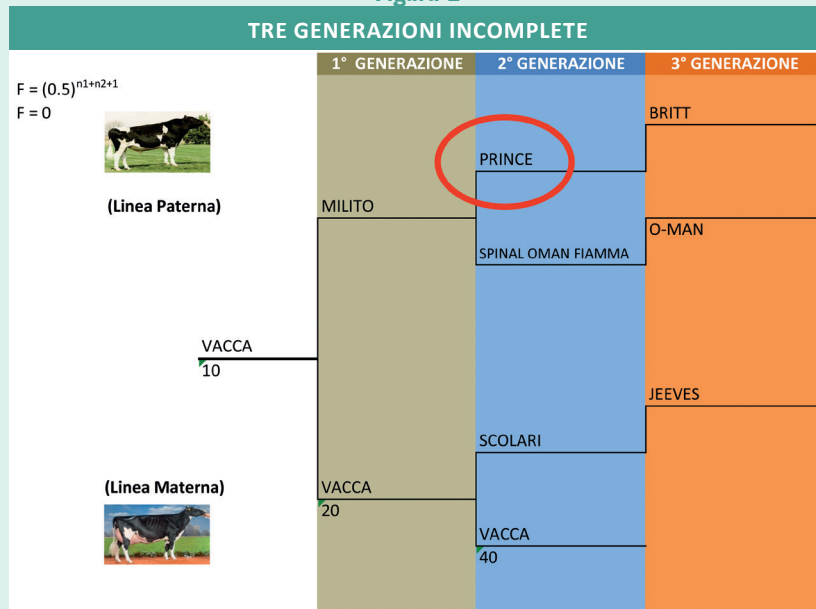 TRE GENERAZIONI INCOMPLETE
1° GENERAZIONE 2° GENERAZIONE 3° GENERAZIONE
F = (0.5)^n1+n2+1
F = 0
BRITT
PRINCE
(Linea Paterna)
MILITO
O-MAN
SPINAL OMAN FIAMMA
VACCA
10
JEEVES
SCOLARI
(Linea Materna)
VACCA
20
VACCA
40